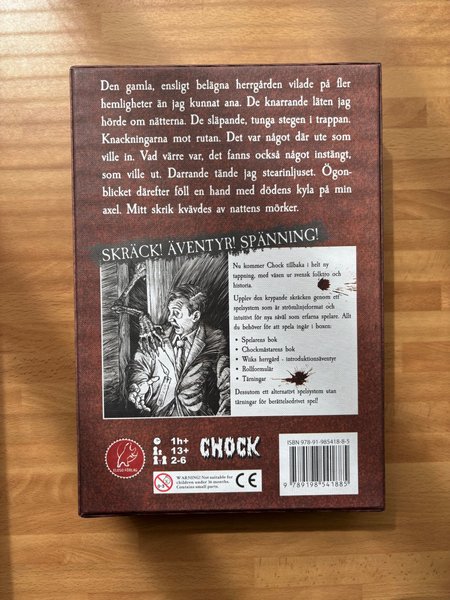 Den gamla, ensligt belägna herrgården vilade på fler
hemligheter än jag kunnat ana. De knarrande läten jag
hörde om nätterna. De släpande, tunga stegen i trappan.
Knackningarna mot rutan. Det var något där ute som
ville in. Vad värre var, det fanns också något instängt,
som ville ut. Darrande tände jag stearinljuset. Ögon-
blicket därefter föll en hand med dödens kyla på min
axel. Mitt skrik kvävdes av nattens mörker.
SKRÄCK! ÄVENTYR! SPÄNNING!
Nu kommer Chock tillbaka i helt ny
tappning, med väsen ur svensk folktro och
historia.
Upplev den krypande skräcken genom ett
spelsystem som är strömlinjeformat och
intuitivt för nya såväl som erfarna spelare. Allt
du behöver för att spela ingår i boxen:
• Spelarens bok
• Chockmästarens bok
• Wiiks herrgård - introduktionsäventyr
• Rollformulär
• Tärningar
Dessutom ett alternativt spelsystem utan
tärningar för berättelsedrivet spel!
ELOSO FÖRLAG
1h+
13+
2-6
CHOCK
WARNING! Not suitable for
children under 36 months.
Contains small parts.
CE
ISBN 978-91-985418-8-5
9 789198 541885